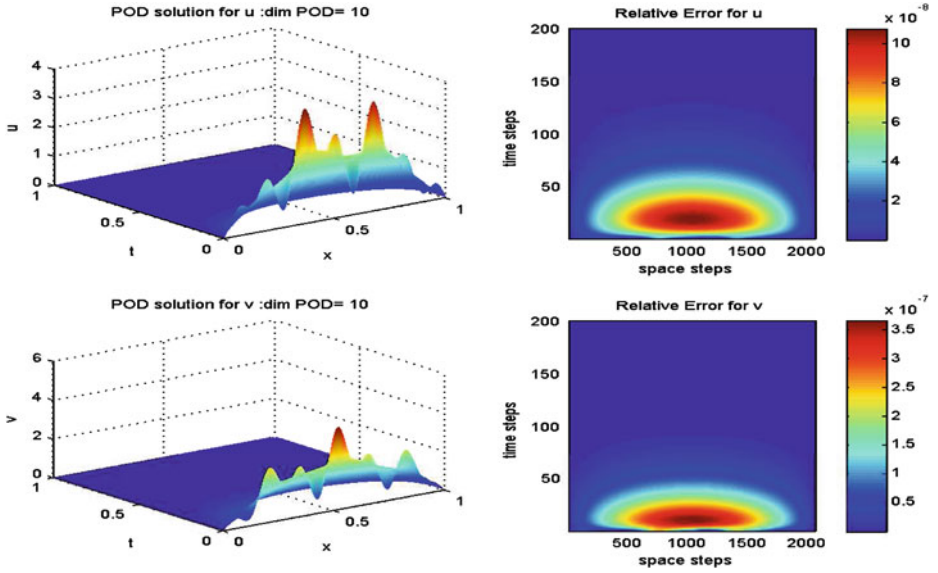 POD solution for u :dim POD= 10
4
3
2
1
0
u
1
0.5
0
t
0
0.5
1
x
Relative Error for u
x 10⁻⁸
200
150
100
50
time steps
500 1000 1500 2000
space steps
10
8
6
4
2
POD solution for v :dim POD= 10
6
4
2
0
v
1
0.5
0
t
0
0.5
1
x
Relative Error for v
x 10⁻⁷
200
150
100
50
time steps
500 1000 1500 2000
space steps
3.5
3
2.5
2
1.5
1
0.5